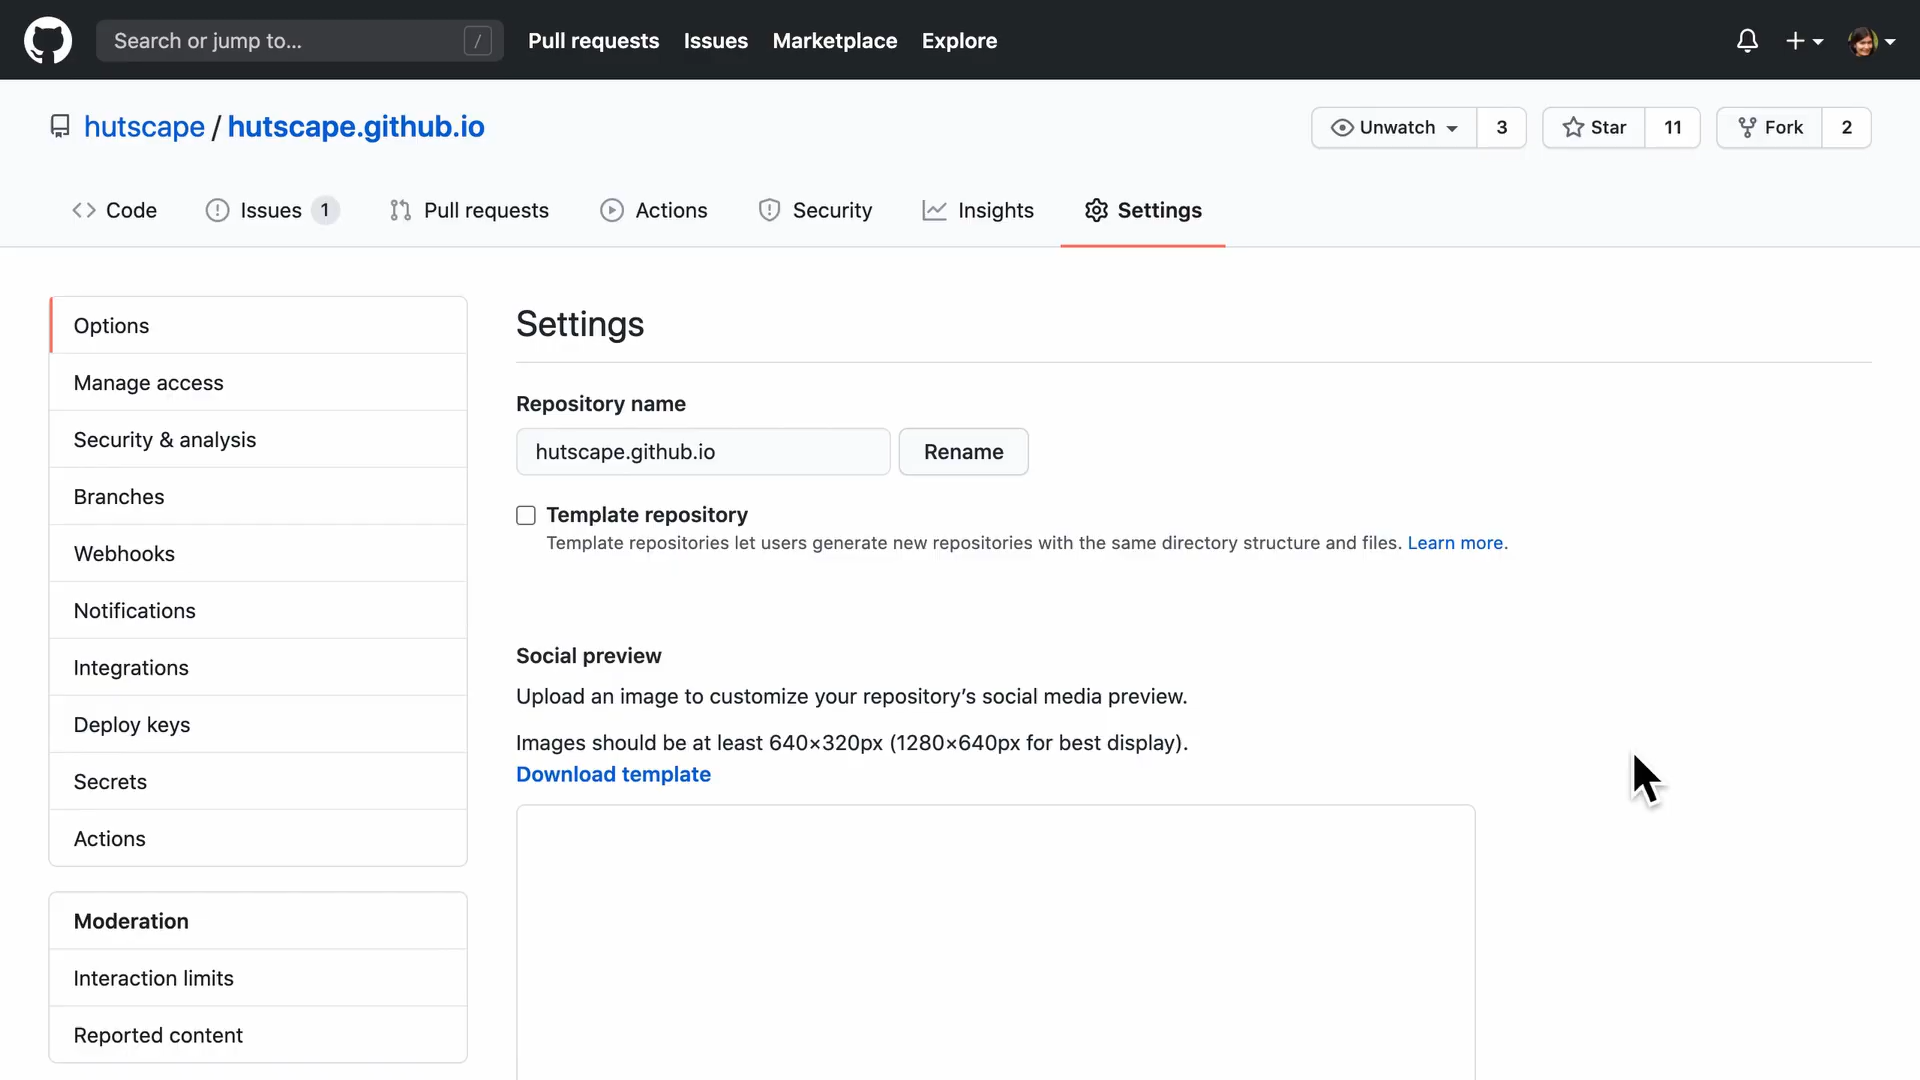 Search or jump to... /
Pull requests Issues Marketplace Explore
hutscape / hutscape.github.io
Unwatch 3 Star 11 Fork 2
Code Issues 1 Pull requests Actions Security Insights Settings
Options
Manage access
Security & analysis
Branches
Webhooks
Notifications
Integrations
Deploy keys
Secrets
Actions
Moderation
Interaction limits
Reported content
Settings
Repository name
hutscape.github.io Rename
Template repository
Template repositories let users generate new repositories with the same directory structure and files. Learn more.
Social preview
Upload an image to customize your repository’s social media preview.
Images should be at least 640×320px (1280×640px for best display).
Download template